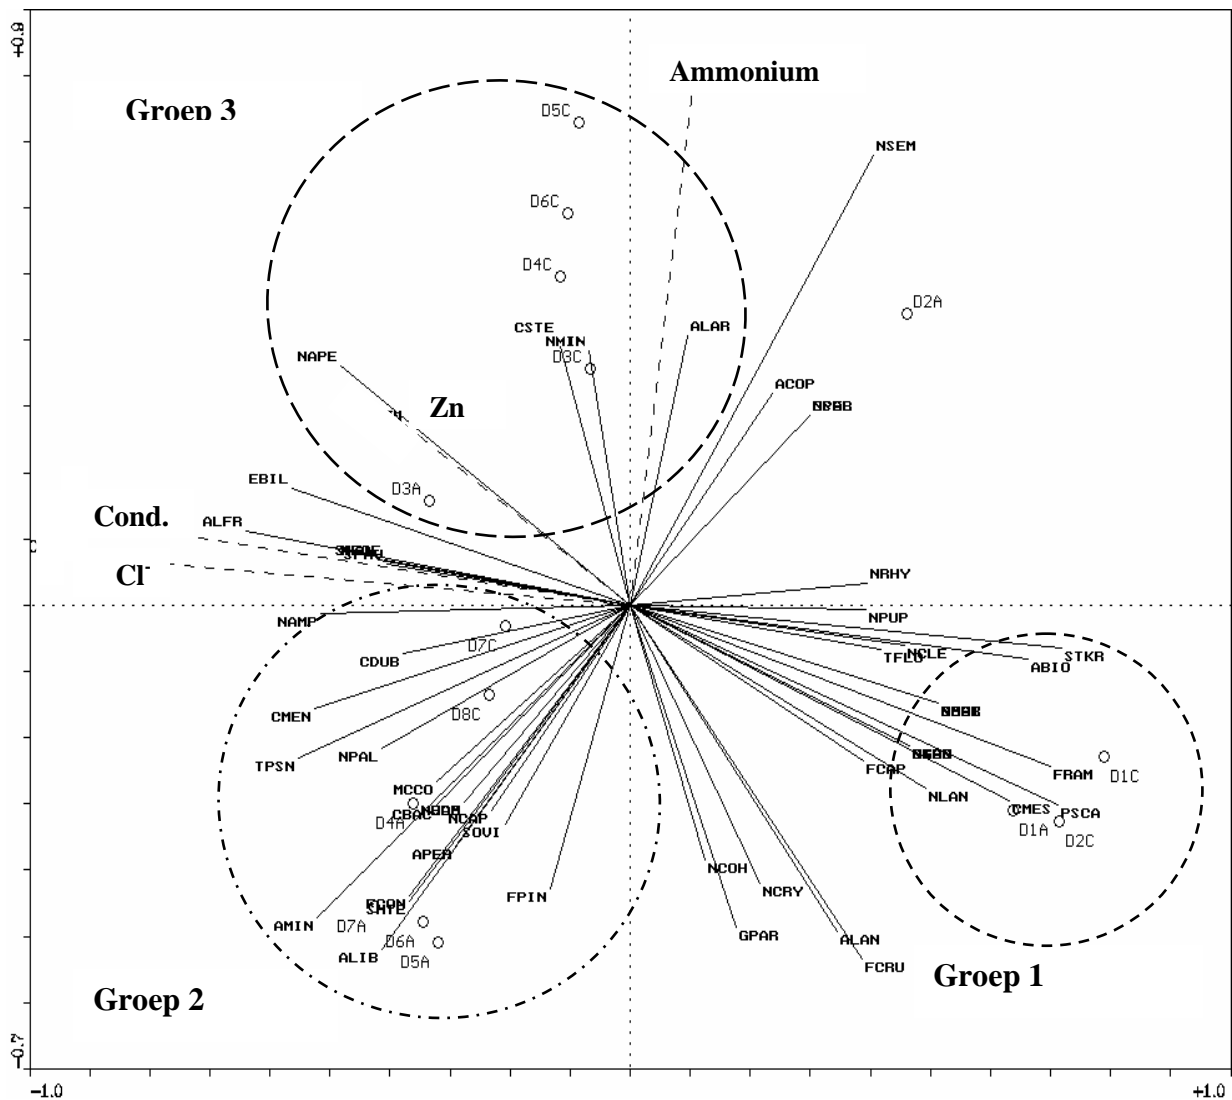 +0.9
Ammonium
Groep 3
D5C
NSEM
D6C
D4C
D2A
CSTE
ALAR
NMIN
D3C
NAPE
ACOP
Zn
EBIL
D3A
Cond.
ALFR
Cl-
NRHY
NAMP
NPUP
D7C
CDUB
TFLO
NCLE
STKR
ABIO
CMEN
D8C
NPAL
TPSN
FCAP
FRAM
D1C
MCCO
NLAN
CMES
PSCA
CBAC
NCAP
D4A
SOVI
D1A
D2C
APER
NCOH
FPIN
NCRY
FCON
AMIN
D7A
D6A
GPAR
ALAN
ALIB
D5A
FCRU
Groep 1
Groep 2
-0.7
-1.0
+1.0